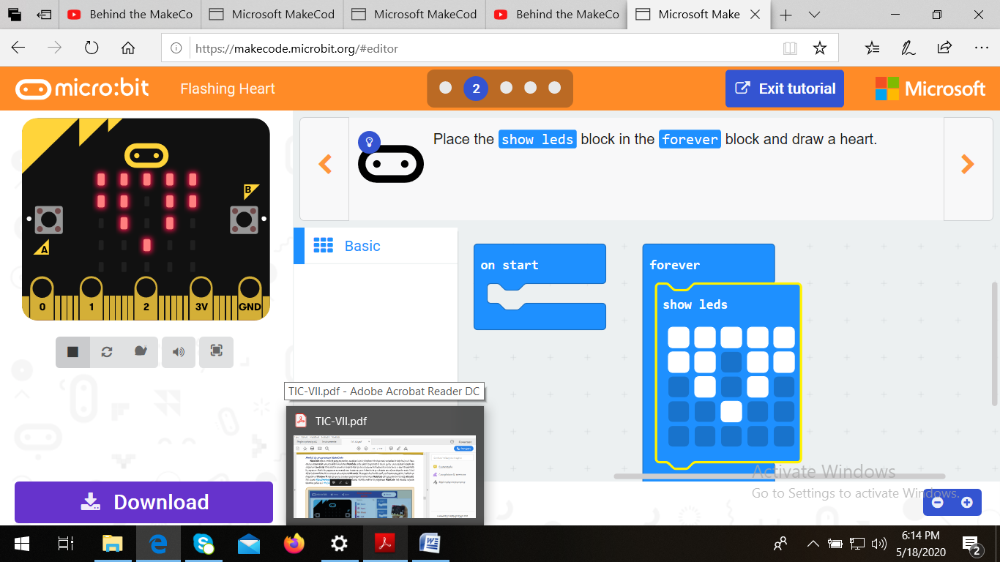 Behind the MakeCo
Microsoft MakeCod
Microsoft MakeCod
Behind the MakeCo
Microsoft Make
https://makecode.microbit.org/#editor
micro:bit
Flashing Heart
2
Exit tutorial
Microsoft
Place the show leds block in the forever block and draw a heart.
B
A
0 1 2 3V GND
Basic
on start
forever
show leds
TIC-VII.pdf - Adobe Acrobat Reader DC
TIC-VII.pdf
Download
Activate Windows
Go to Settings to activate Windows.
6:14 PM
5/18/2020
2